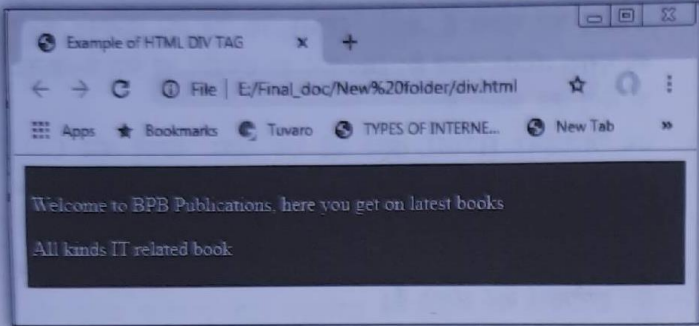 Example of HTML DIV TAG
File | E:/Final_doc/New%20folder/div.html
Apps Bookmarks Tuvaro TYPES OF INTERNE... New Tab »
Welcome to BPB Publications, here you get on latest books
All kinds IT related book